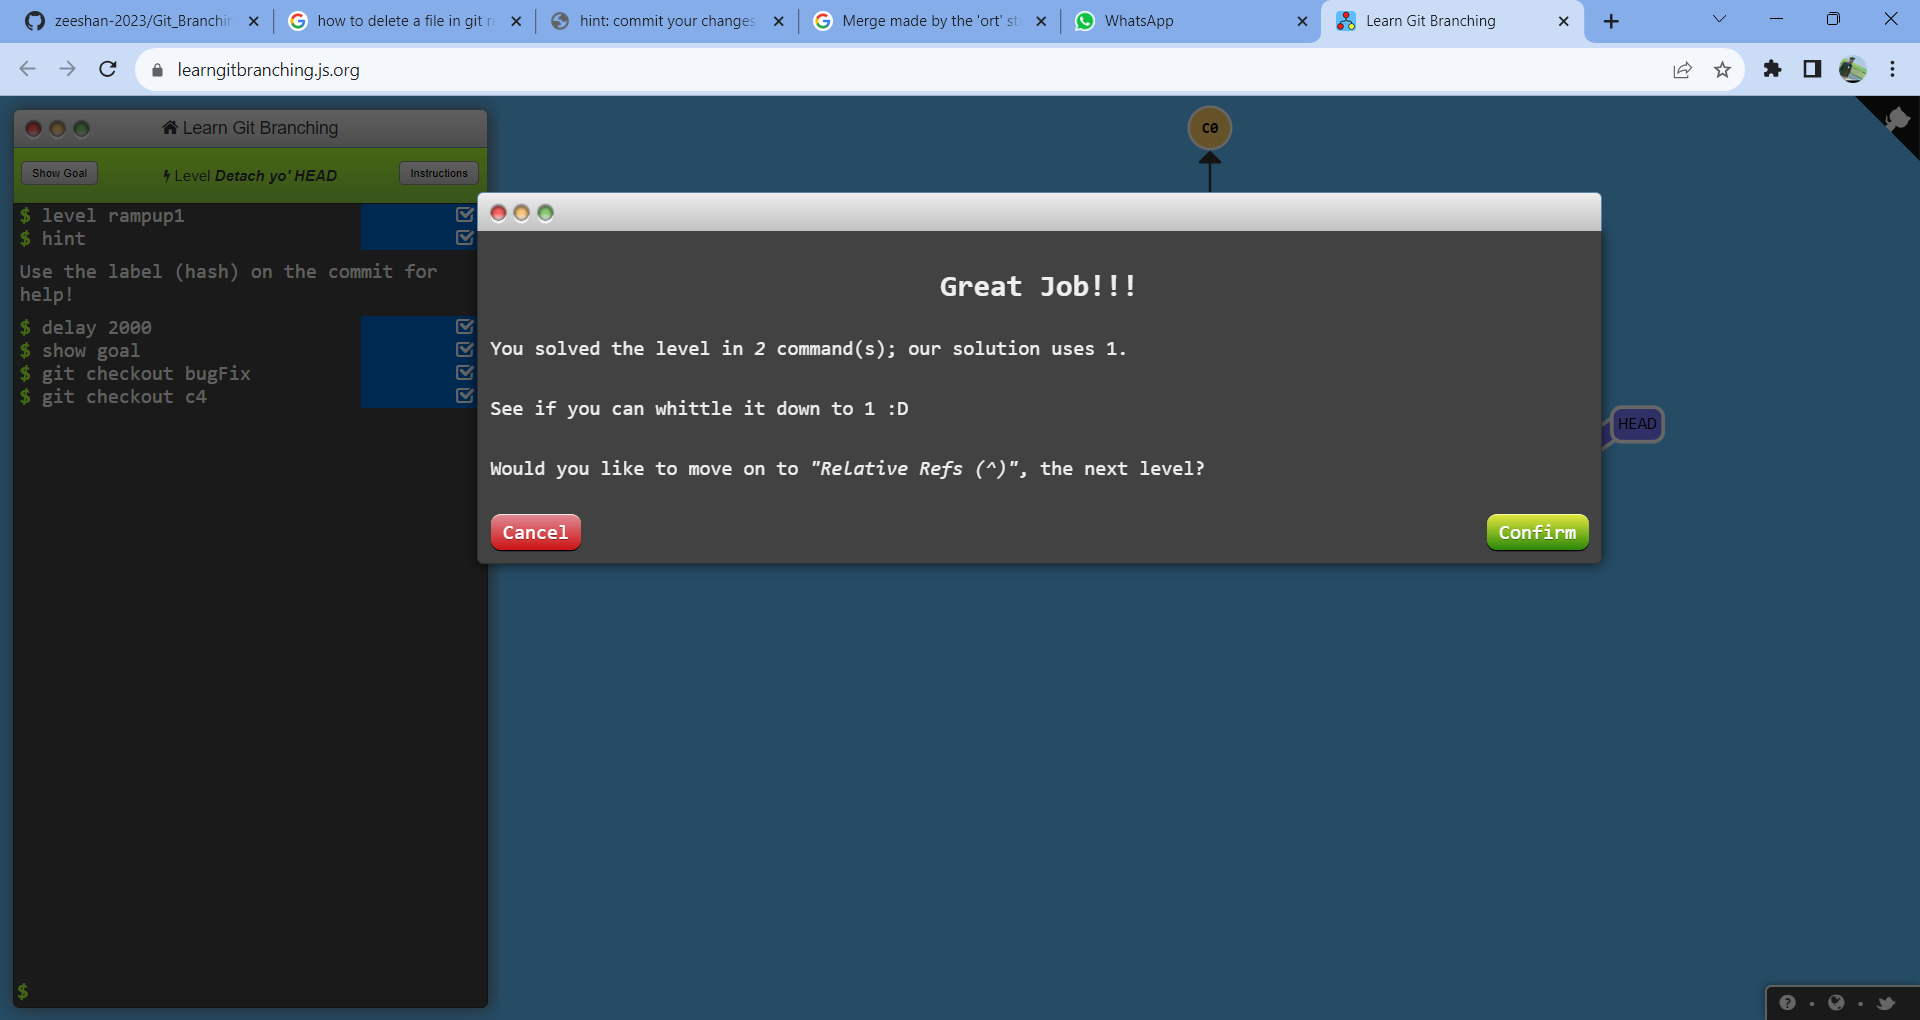 zeeshan-2023/Git_Branchin
how to delete a file in git r
hint: commit your changes
Merge made by the 'ort' st
WhatsApp
Learn Git Branching
learngitbranching.js.org
Learn Git Branching
Show Goal
Level Detach yo' HEAD
Instructions
$ level rampup1
$ hint
Use the label (hash) on the commit for
help!
$ delay 2000
$ show goal
$ git checkout bugFix
$ git checkout c4
$
C0
HEAD
Great Job!!!
You solved the level in 2 command(s); our solution uses 1.
See if you can whittle it down to 1 :D
Would you like to move on to "Relative Refs (^)", the next level?
Cancel
Confirm